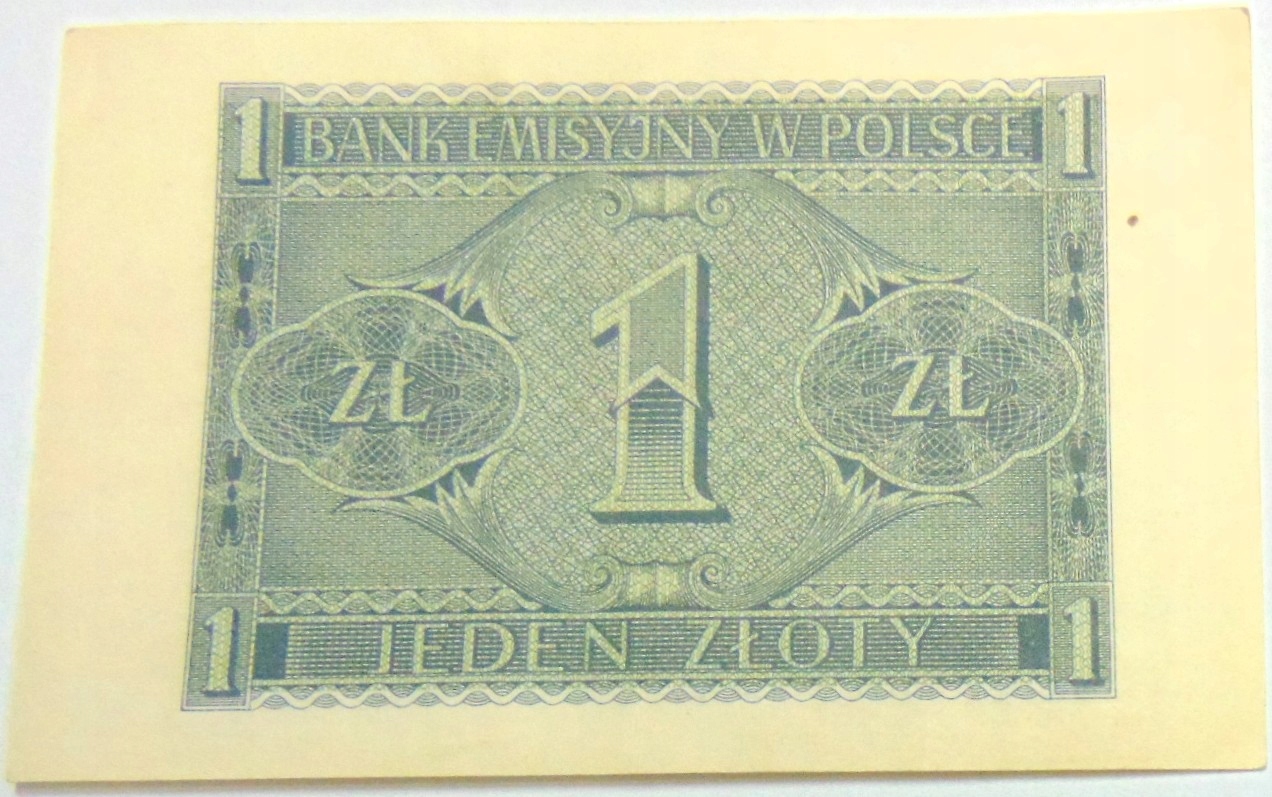 1 BANK EMISYJNY W POLSCE 1
ZŁ 1 ZŁ
1 JEDEN ZŁOTY 1